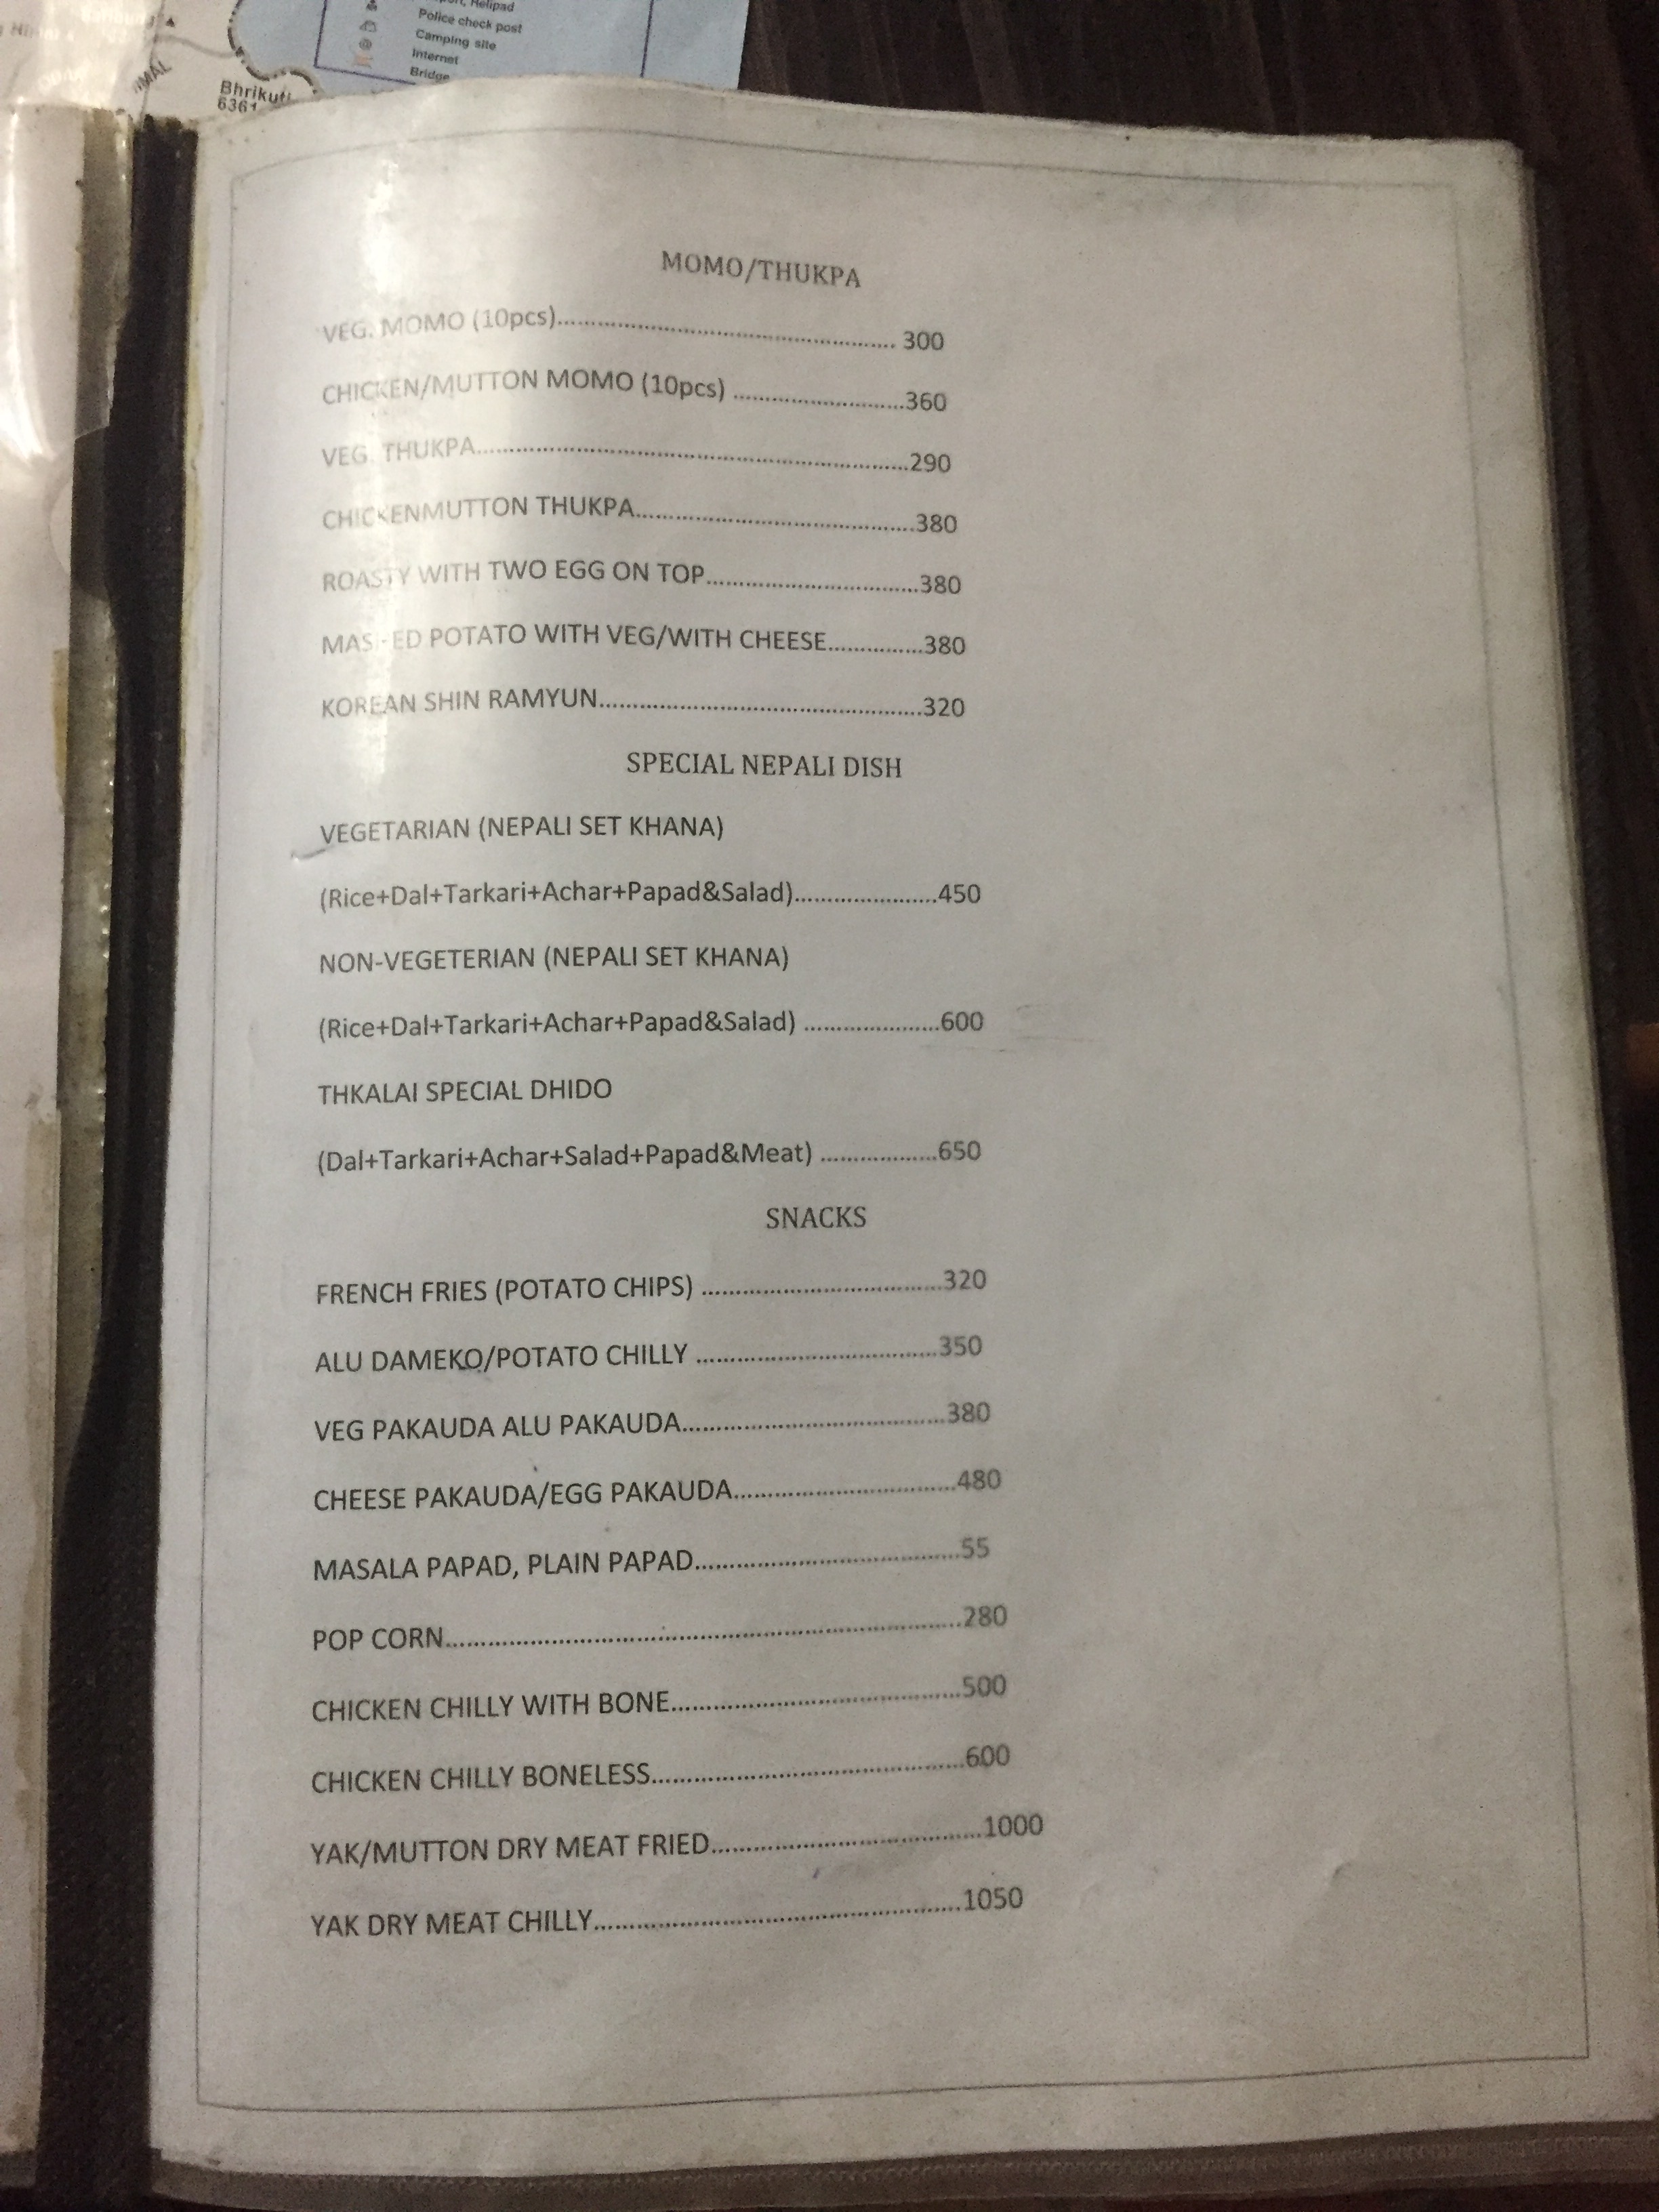 Helipad
Police check post
Camping site
Internet
Bridge
Bhrikuti
6361
MOMO/THUKPA
VEG. MOMO (10pcs)............................................................ 300
CHICKEN/MUTTON MOMO (10pcs) ..............................360
VEG. THUKPA............................................................................290
CHICKENMUTTON THUKPA.................................................380
ROASTY WITH TWO EGG ON TOP.....................................380
MASHED POTATO WITH VEG/WITH CHEESE................380
KOREAN SHIN RAMYUN.........................................................320
SPECIAL NEPALI DISH
VEGETARIAN (NEPALI SET KHANA)
(Rice+Dal+Tarkari+Achar+Papad&Salad).........................450
NON-VEGETERIAN (NEPALI SET KHANA)
(Rice+Dal+Tarkari+Achar+Papad&Salad) ........................600
THKALAI SPECIAL DHIDO
(Dal+Tarkari+Achar+Salad+Papad&Meat) .....................650
SNACKS
FRENCH FRIES (POTATO CHIPS) ..........................................320
ALU DAMEKO/POTATO CHILLY ..........................................350
VEG PAKAUDA ALU PAKAUDA..............................................380
CHEESE PAKAUDA/EGG PAKAUDA.......................................480
MASALA PAPAD, PLAIN PAPAD..............................................55
POP CORN..........................................................................................280
CHICKEN CHILLY WITH BONE...................................................500
CHICKEN CHILLY BONELESS......................................................600
YAK/MUTTON DRY MEAT FRIED...............................................1000
YAK DRY MEAT CHILLY...............................................................1050